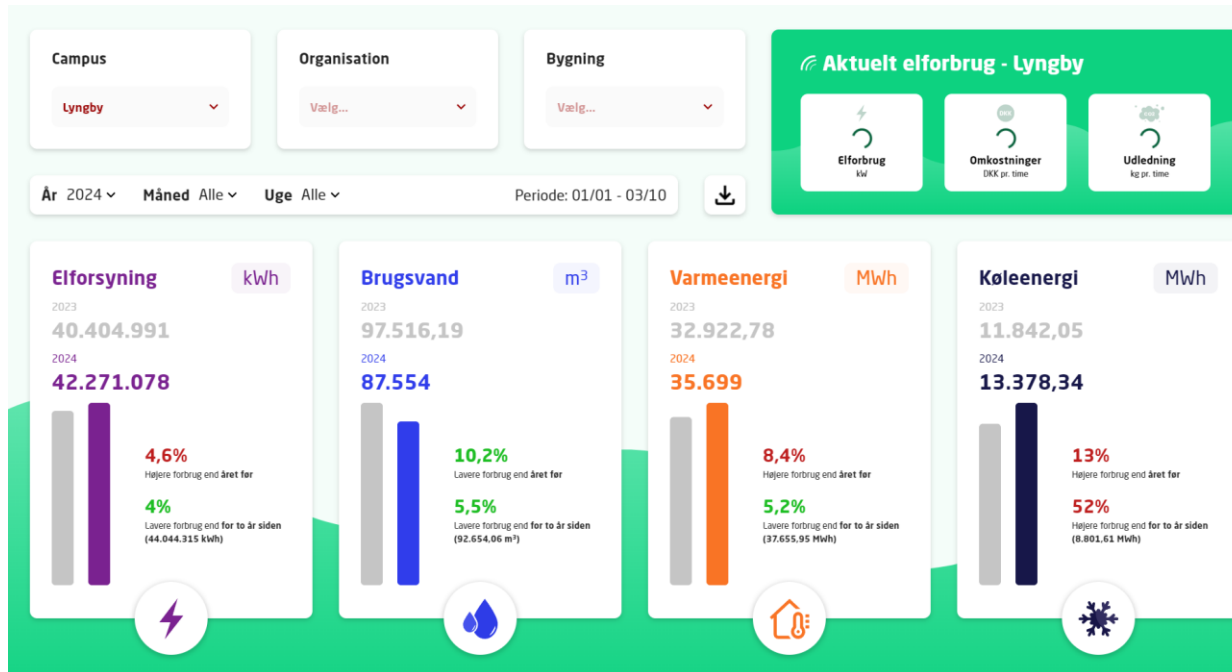 Campus
Lyngby
Organisation
Vælg...
Bygning
Vælg...
Aktuelt elforbrug - Lyngby
Elforbrug
kW
DKK
Omkostninger
DKK pr. time
Udledning
kg pr. time
År 2024
Måned Alle
Uge Alle
Periode: 01/01 - 03/10
Elforsyning
kWh
2023
40.404.991
2024
42.271.078
4,6%
Højere forbrug end året før
4%
Lavere forbrug end for to år siden
(44.044.315 kWh)
Brugsvand
m³
2023
97.516,19
2024
87.554
10,2%
Lavere forbrug end året før
5,5%
Lavere forbrug end for to år siden
(92.654,06 m³)
Varmeenergi
MWh
2023
32.922,78
2024
35.699
8,4%
Højere forbrug end året før
5,2%
Lavere forbrug end for to år siden
(37.655,95 MWh)
Køleenergi
MWh
2023
11.842,05
2024
13.378,34
13%
Højere forbrug end året før
52%
Højere forbrug end for to år siden
(8.801,61 MWh)